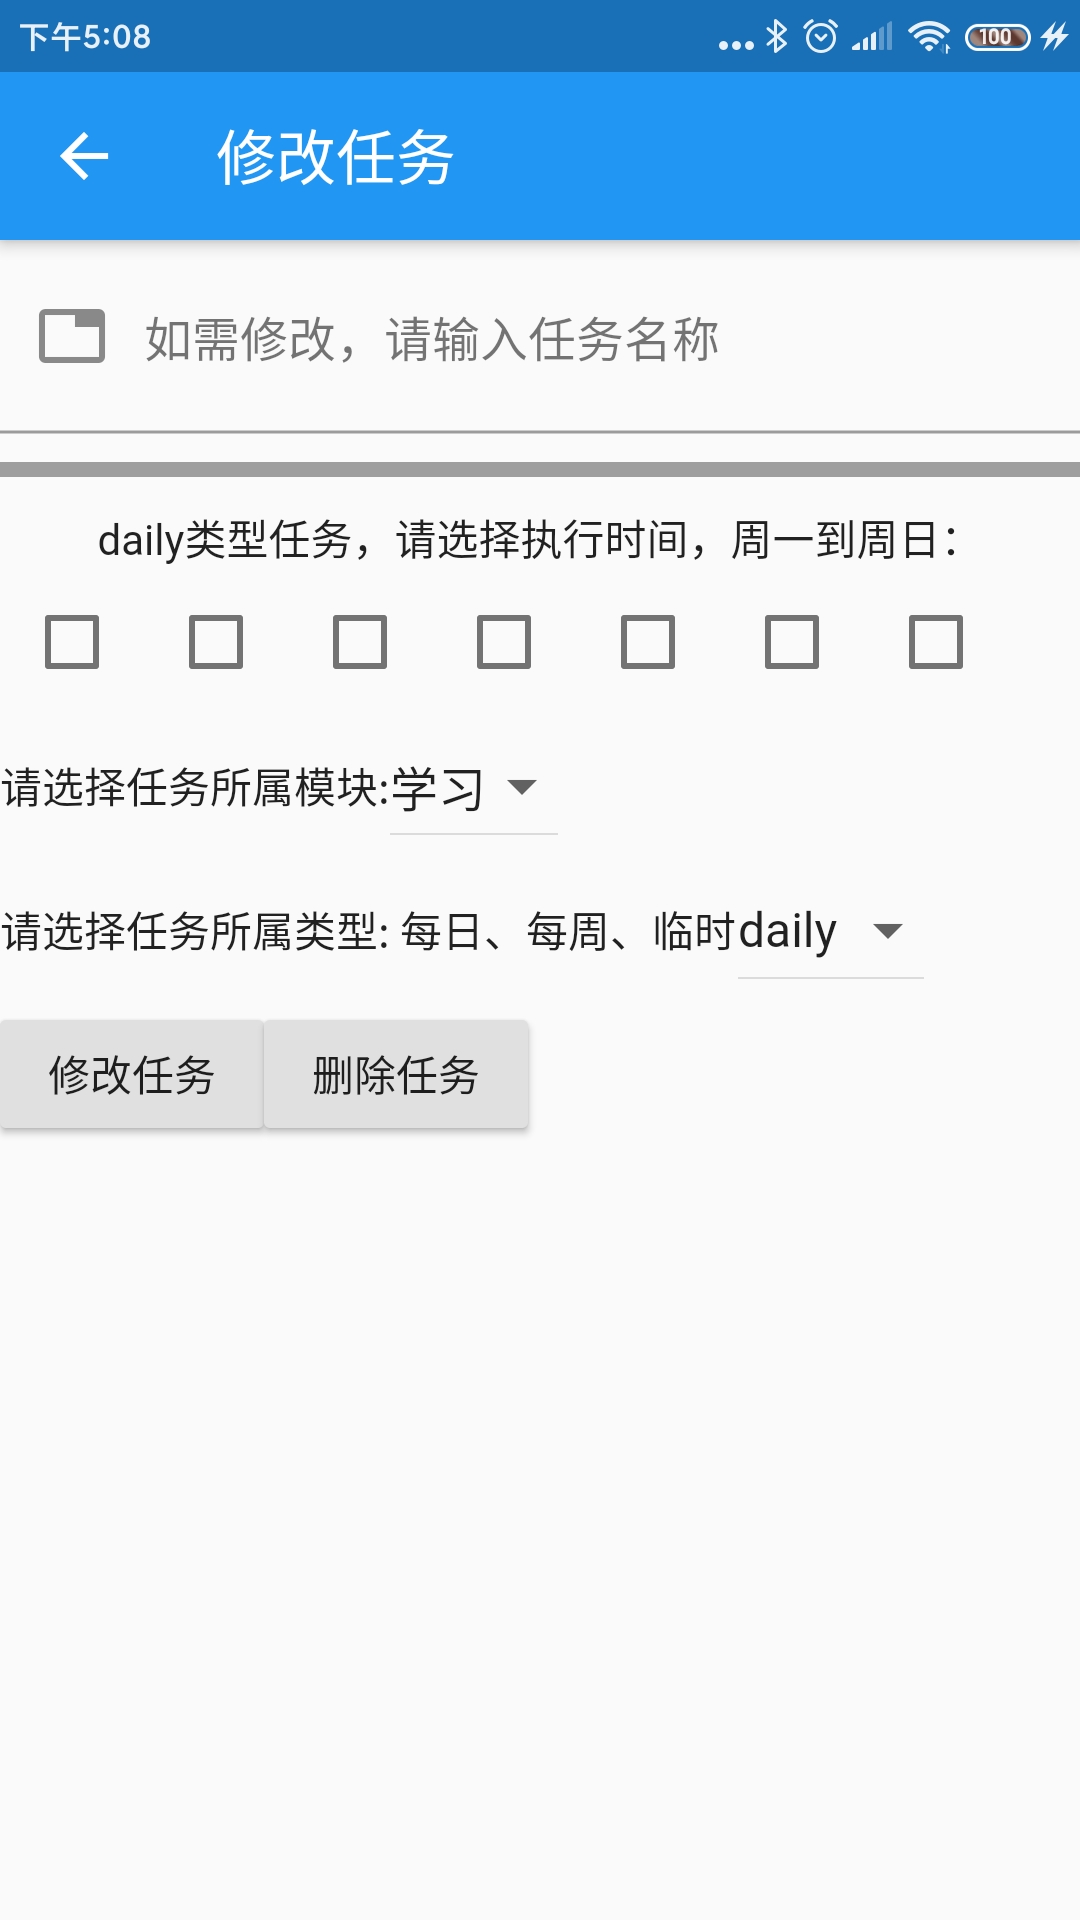 下午5:08
100
修改任务
如需修改，请输入任务名称
daily类型任务，请选择执行时间，周一到周日：
请选择任务所属模块:学习
请选择任务所属类型: 每日、每周、临时daily
修改任务 删除任务